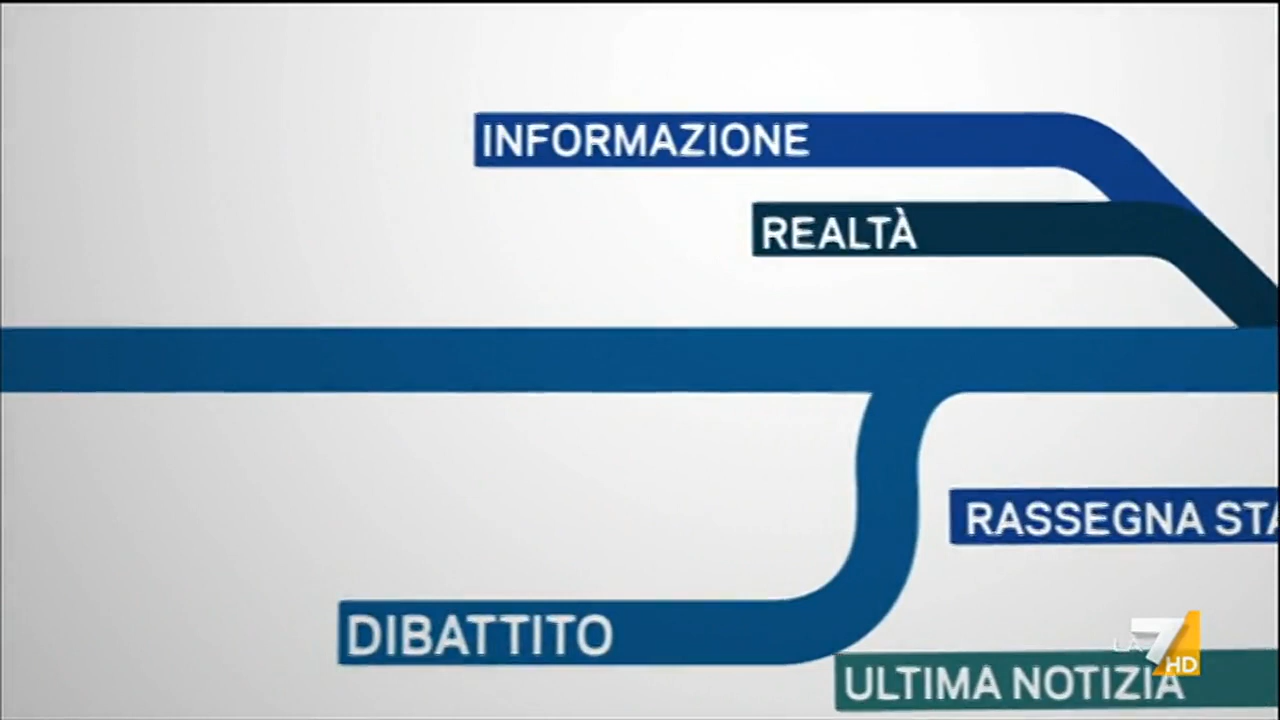 INFORMAZIONE
REALTÀ
RASSEGNA STA
DIBATTITO
LA7 HD
ULTIMA NOTIZIA